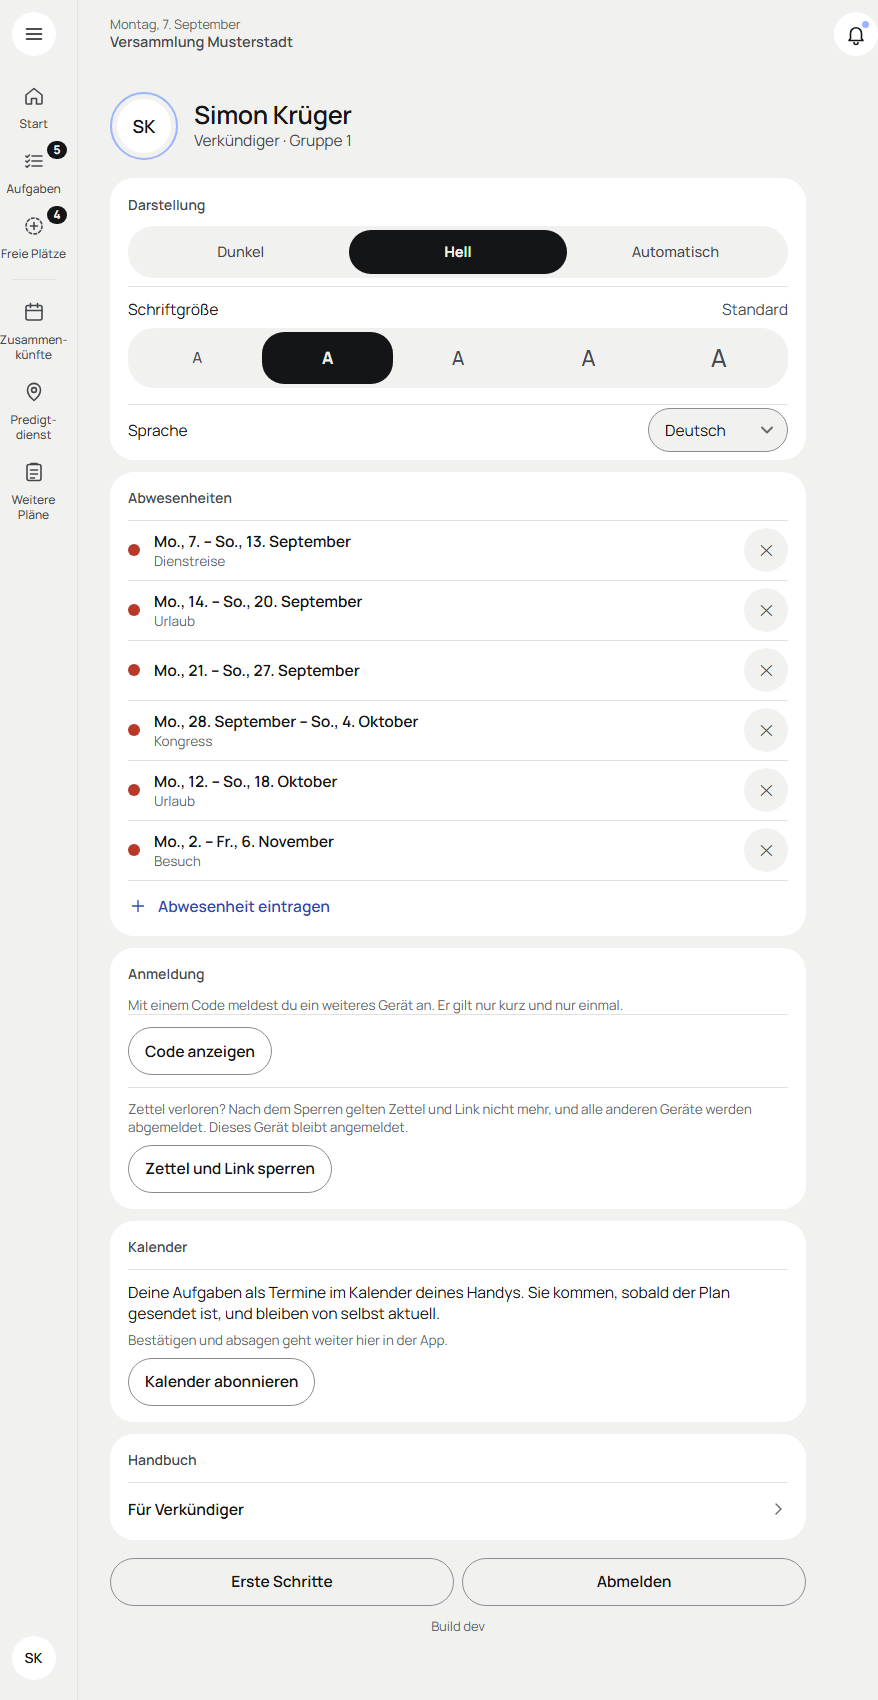 Montag, 7. September
Versammlung Musterstadt
Start
5
Aufgaben
4
Freie Plätze
Zusammen-
künfte
Predigt-
dienst
Weitere
Pläne
SK
SK
Simon Krüger
Verkündiger · Gruppe 1
Darstellung
Dunkel
Hell
Automatisch
Schriftgröße
Standard
A
A
A
A
A
Sprache
Deutsch
Abwesenheiten
Mo., 7. – So., 13. September
Dienstreise
Mo., 14. – So., 20. September
Urlaub
Mo., 21. – So., 27. September
Mo., 28. September – So., 4. Oktober
Kongress
Mo., 12. – So., 18. Oktober
Urlaub
Mo., 2. – Fr., 6. November
Besuch
Abwesenheit eintragen
Anmeldung
Mit einem Code meldest du ein weiteres Gerät an. Er gilt nur kurz und nur einmal.
Code anzeigen
Zettel verloren? Nach dem Sperren gelten Zettel und Link nicht mehr, und alle anderen Geräte werden
abgemeldet. Dieses Gerät bleibt angemeldet.
Zettel und Link sperren
Kalender
Deine Aufgaben als Termine im Kalender deines Handys. Sie kommen, sobald der Plan
gesendet ist, und bleiben von selbst aktuell.
Bestätigen und absagen geht weiter hier in der App.
Kalender abonnieren
Handbuch
Für Verkündiger
Erste Schritte
Abmelden
Build dev